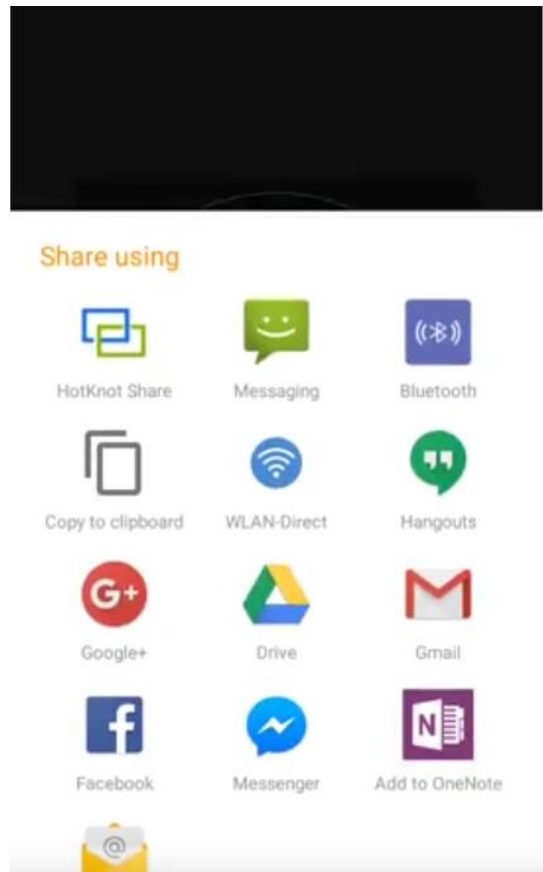 Share using
HotKnot Share
Messaging
Bluetooth
Copy to clipboard
WLAN-Direct
Hangouts
G+
Google+
Drive
Gmail
f
Facebook
Messenger
N
Add to OneNote
@